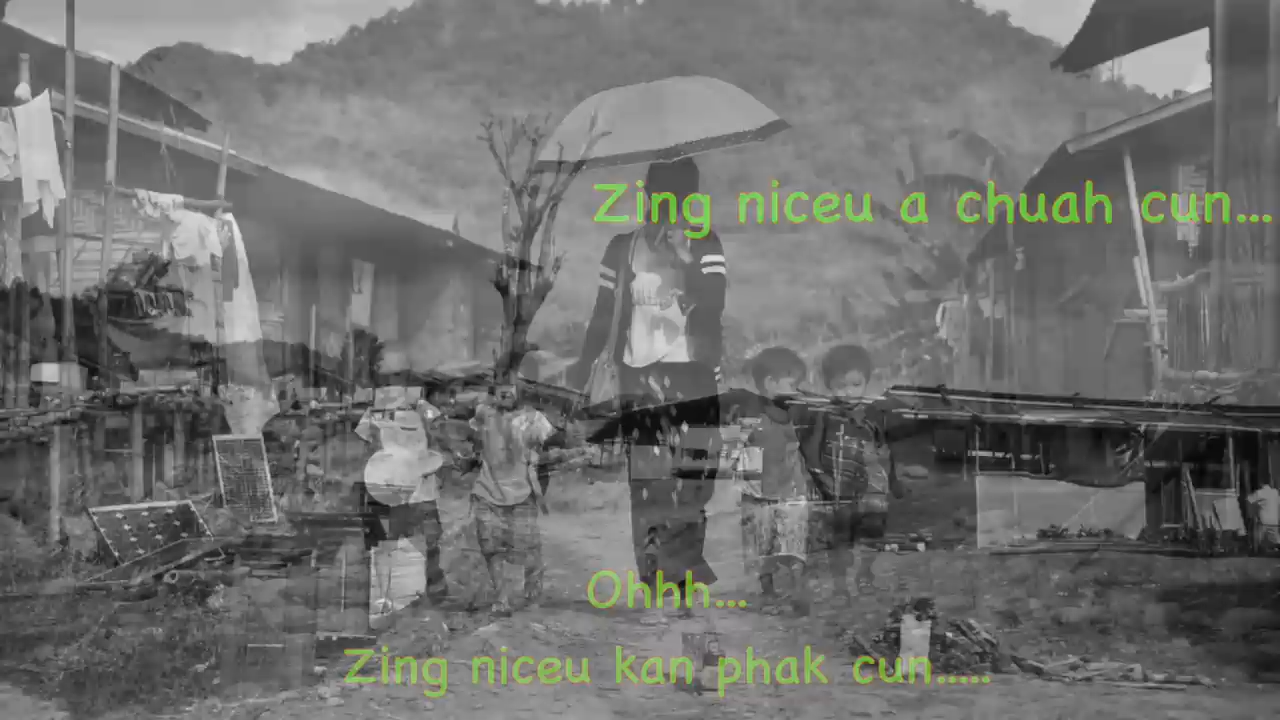 Zing niceu a chuah cun...
Ohhh...
Zing niceu kan phak cun.....